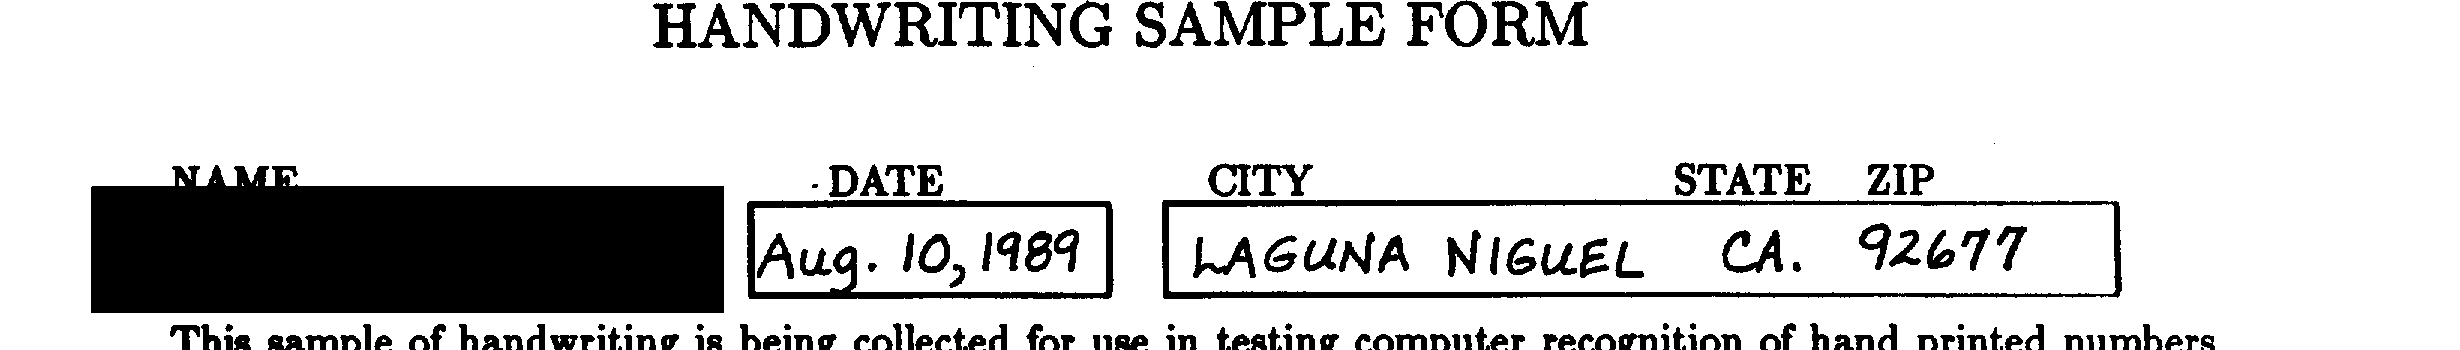 HANDWRITING SAMPLE FORM
NAME DATE CITY STATE ZIP
Aug. 10, 1989 LAGUNA NIGUEL CA. 92677
This sample of handwriting is being collected for use in testing computer recognition of hand printed numbers